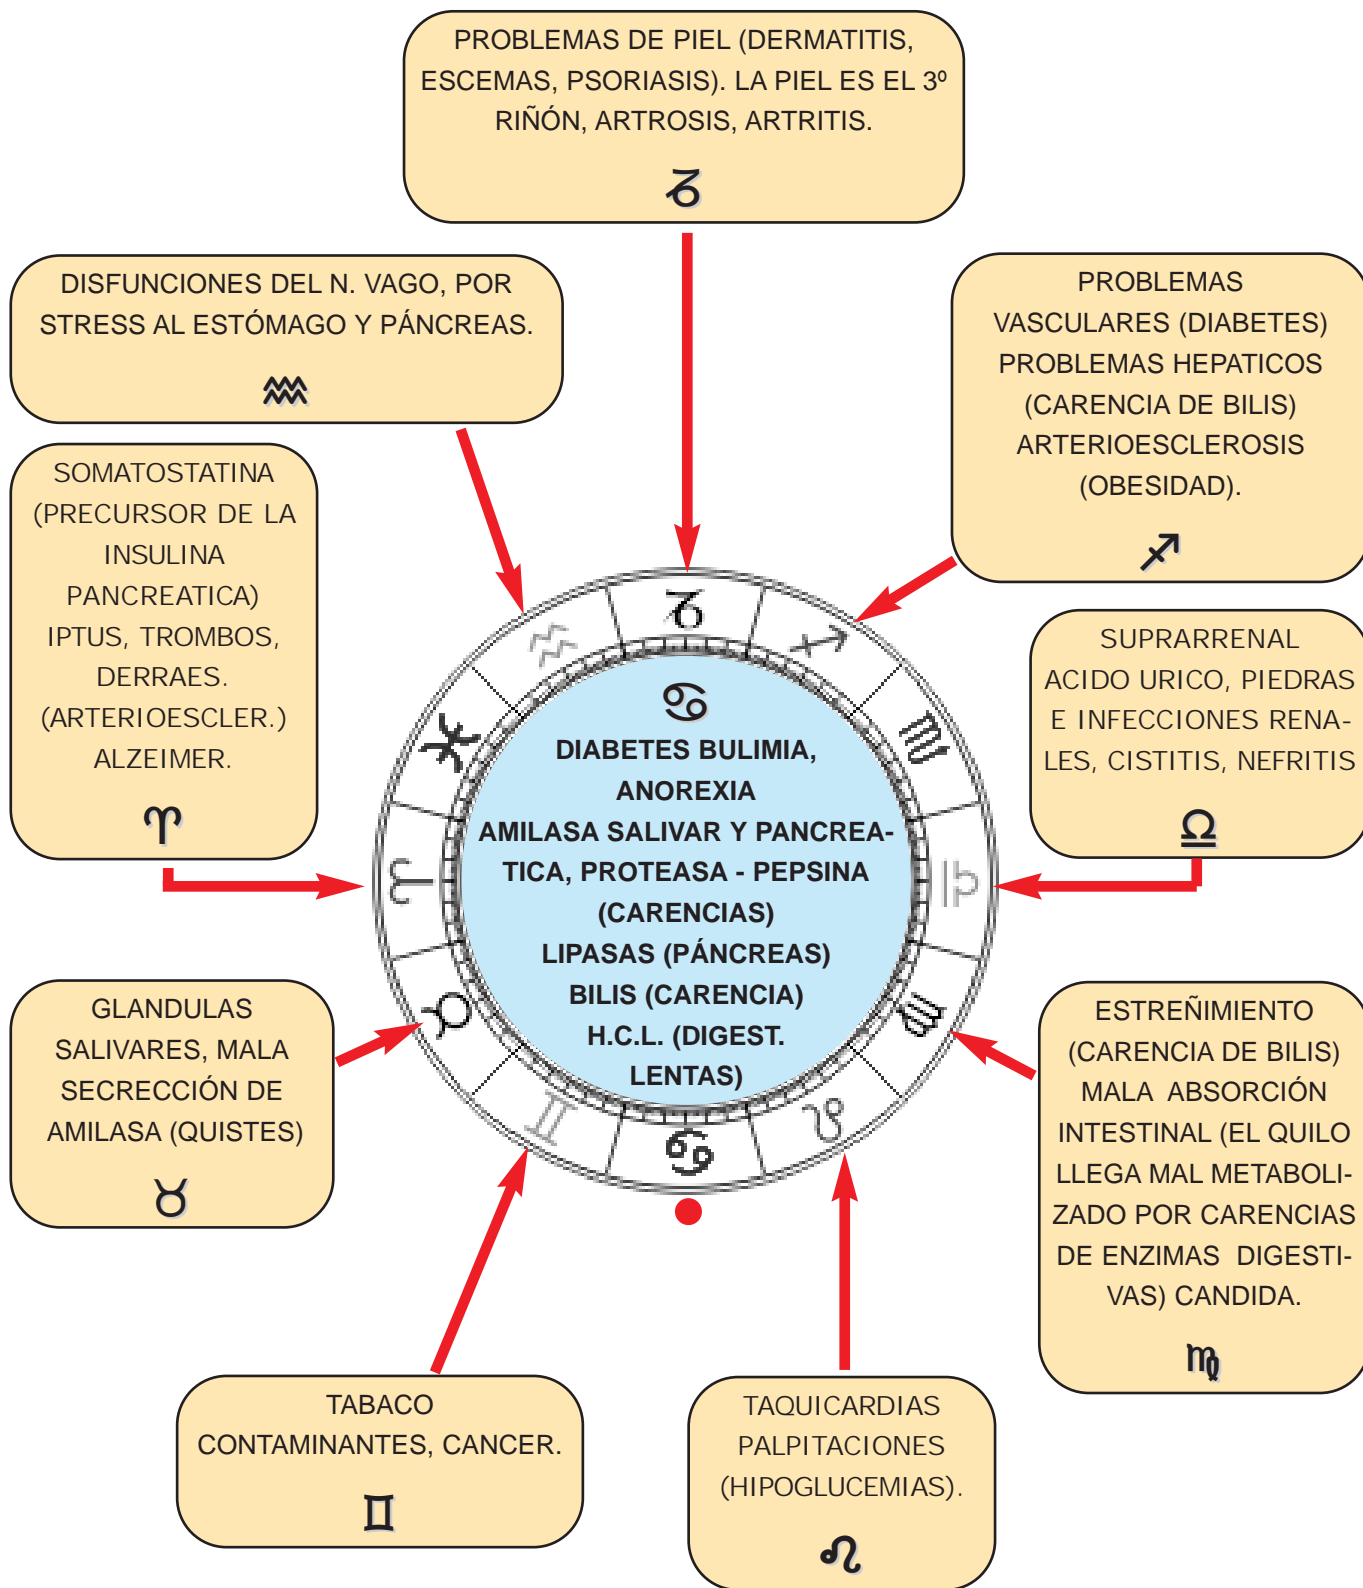 PROBLEMAS DE PIEL (DERMATITIS,
ESCEMAS, PSORIASIS). LA PIEL ES EL 3º
RIÑÓN, ARTROSIS, ARTRITIS.
♑
DISFUNCIONES DEL N. VAGO, POR
STRESS AL ESTÓMAGO Y PÁNCREAS.
♒
PROBLEMAS
VASCULARES (DIABETES)
PROBLEMAS HEPATICOS
(CARENCIA DE BILIS)
ARTERIOESCLEROSIS
(OBESIDAD).
♐
SOMATOSTATINA
(PRECURSOR DE LA
INSULINA
PANCREATICA)
IPTUS, TROMBOS,
DERRAES.
(ARTERIOESCLER.)
ALZEIMER.
♈
SUPRARRENAL
ACIDO URICO, PIEDRAS
E INFECCIONES RENA-
LES, CISTITIS, NEFRITIS
♎
♋
DIABETES BULIMIA,
ANOREXIA
AMILASA SALIVAR Y PANCREA-
TICA, PROTEASA - PEPSINA
(CARENCIAS)
LIPASAS (PÁNCREAS)
BILIS (CARENCIA)
H.C.L. (DIGEST.
LENTAS)
GLANDULAS
SALIVARES, MALA
SECRECCIÓN DE
AMILASA (QUISTES)
♉
ESTREÑIMIENTO
(CARENCIA DE BILIS)
MALA ABSORCIÓN
INTESTINAL (EL QUILO
LLEGA MAL METABOLI-
ZADO POR CARENCIAS
DE ENZIMAS DIGESTI-
VAS) CANDIDA.
♍
TABACO
CONTAMINANTES, CANCER.
♊
TAQUICARDIAS
PALPITACIONES
(HIPOGLUCEMIAS).
♌